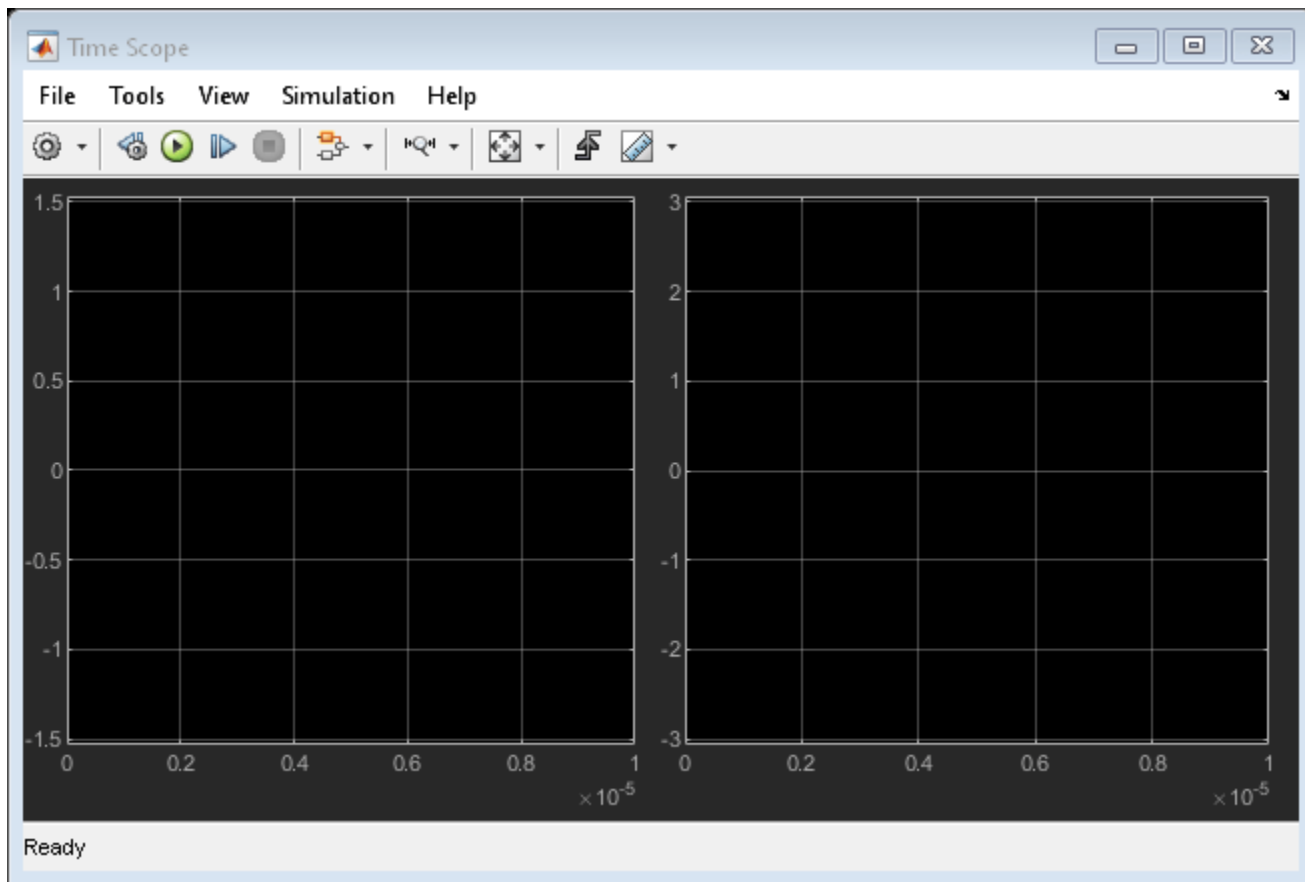 Time Scope
File Tools View Simulation Help
1.5 3
1 2
0.5 1
0 0
-0.5 -1
-1 -2
-1.5 -3
0 0.2 0.4 0.6 0.8 1 0 0.2 0.4 0.6 0.8 1
×10⁻⁵ ×10⁻⁵
Ready